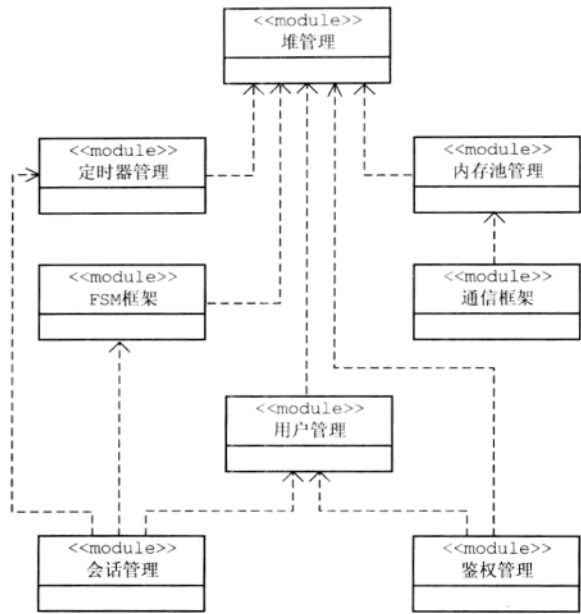 <<module>>
堆管理
<<module>>
定时器管理
<<module>>
内存池管理
<<module>>
FSM框架
<<module>>
通信框架
<<module>>
用户管理
<<module>>
会话管理
<<module>>
鉴权管理